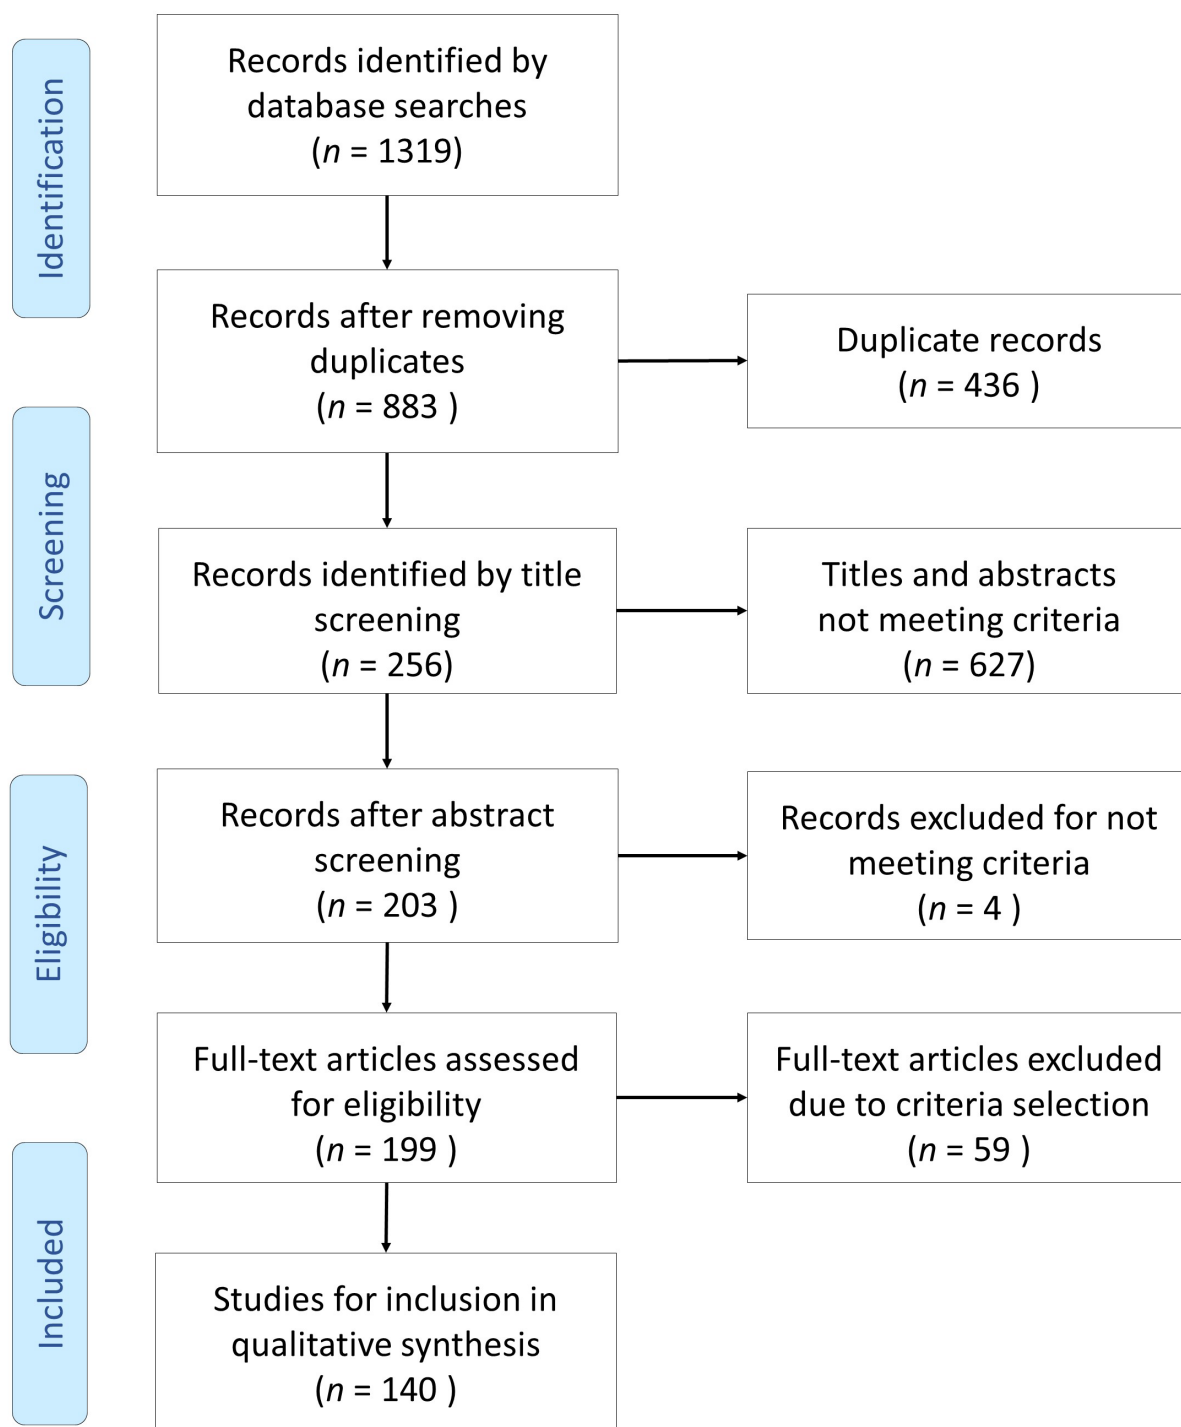 Identification
Records identified by
database searches
(n = 1319)
Records after removing
duplicates
(n = 883 )
Duplicate records
(n = 436 )
Screening
Records identified by title
screening
(n = 256)
Titles and abstracts
not meeting criteria
(n = 627)
Eligibility
Records after abstract
screening
(n = 203 )
Records excluded for not
meeting criteria
(n = 4 )
Full-text articles assessed
for eligibility
(n = 199 )
Full-text articles excluded
due to criteria selection
(n = 59 )
Included
Studies for inclusion in
qualitative synthesis
(n = 140 )